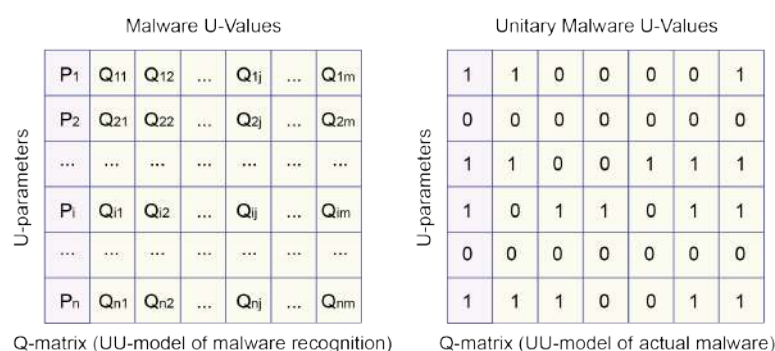 Malware U-Values
U-parameters
P1 Q11 Q12 ... Q1j ... Q1m
P2 Q21 Q22 ... Q2j ... Q2m
... ... ... ... ... ... ...
Pi Qi1 Qi2 ... Qij ... Qim
... ... ... ... ... ... ...
Pn Qn1 Qn2 ... Qnj ... Qnm
Q-matrix (UU-model of malware recognition)
Unitary Malware U-Values
U-parameters
1 1 0 0 0 0 1
0 0 0 0 0 0 0
1 1 0 0 1 1 1
1 0 1 1 0 1 1
0 0 0 0 0 0 0
1 1 1 0 0 1 1
Q-matrix (UU-model of actual malware)